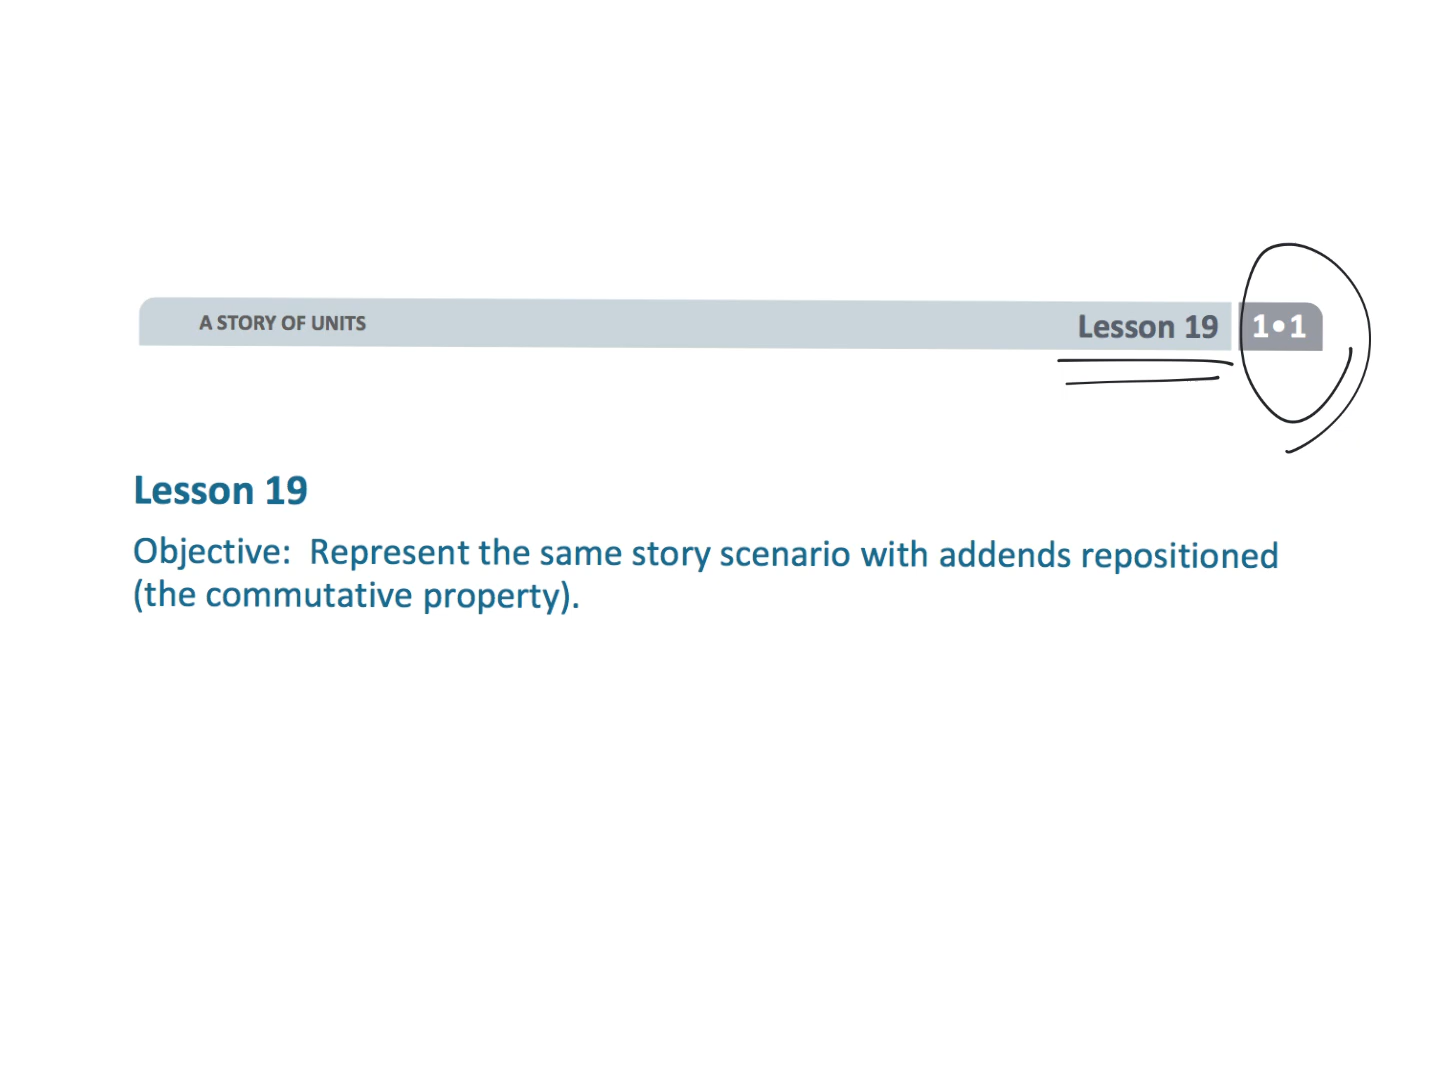 A STORY OF UNITS
Lesson 19
1•1
Lesson 19
Objective: Represent the same story scenario with addends repositioned
(the commutative property).